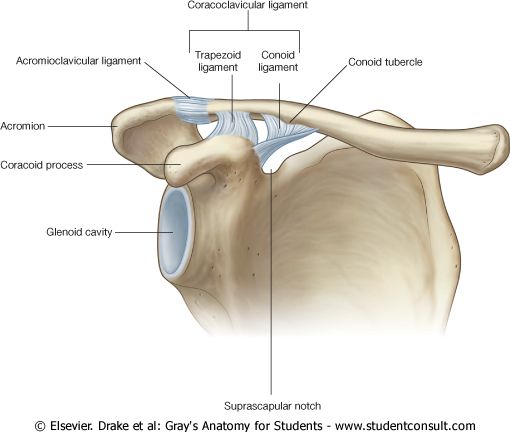 Coracoclavicular ligament
Acromioclavicular ligament
Trapezoid
ligament
Conoid
ligament
Conoid tubercle
Acromion
Coracoid process
Glenoid cavity
Suprascapular notch
© Elsevier. Drake et al: Gray's Anatomy for Students - www.studentconsult.com